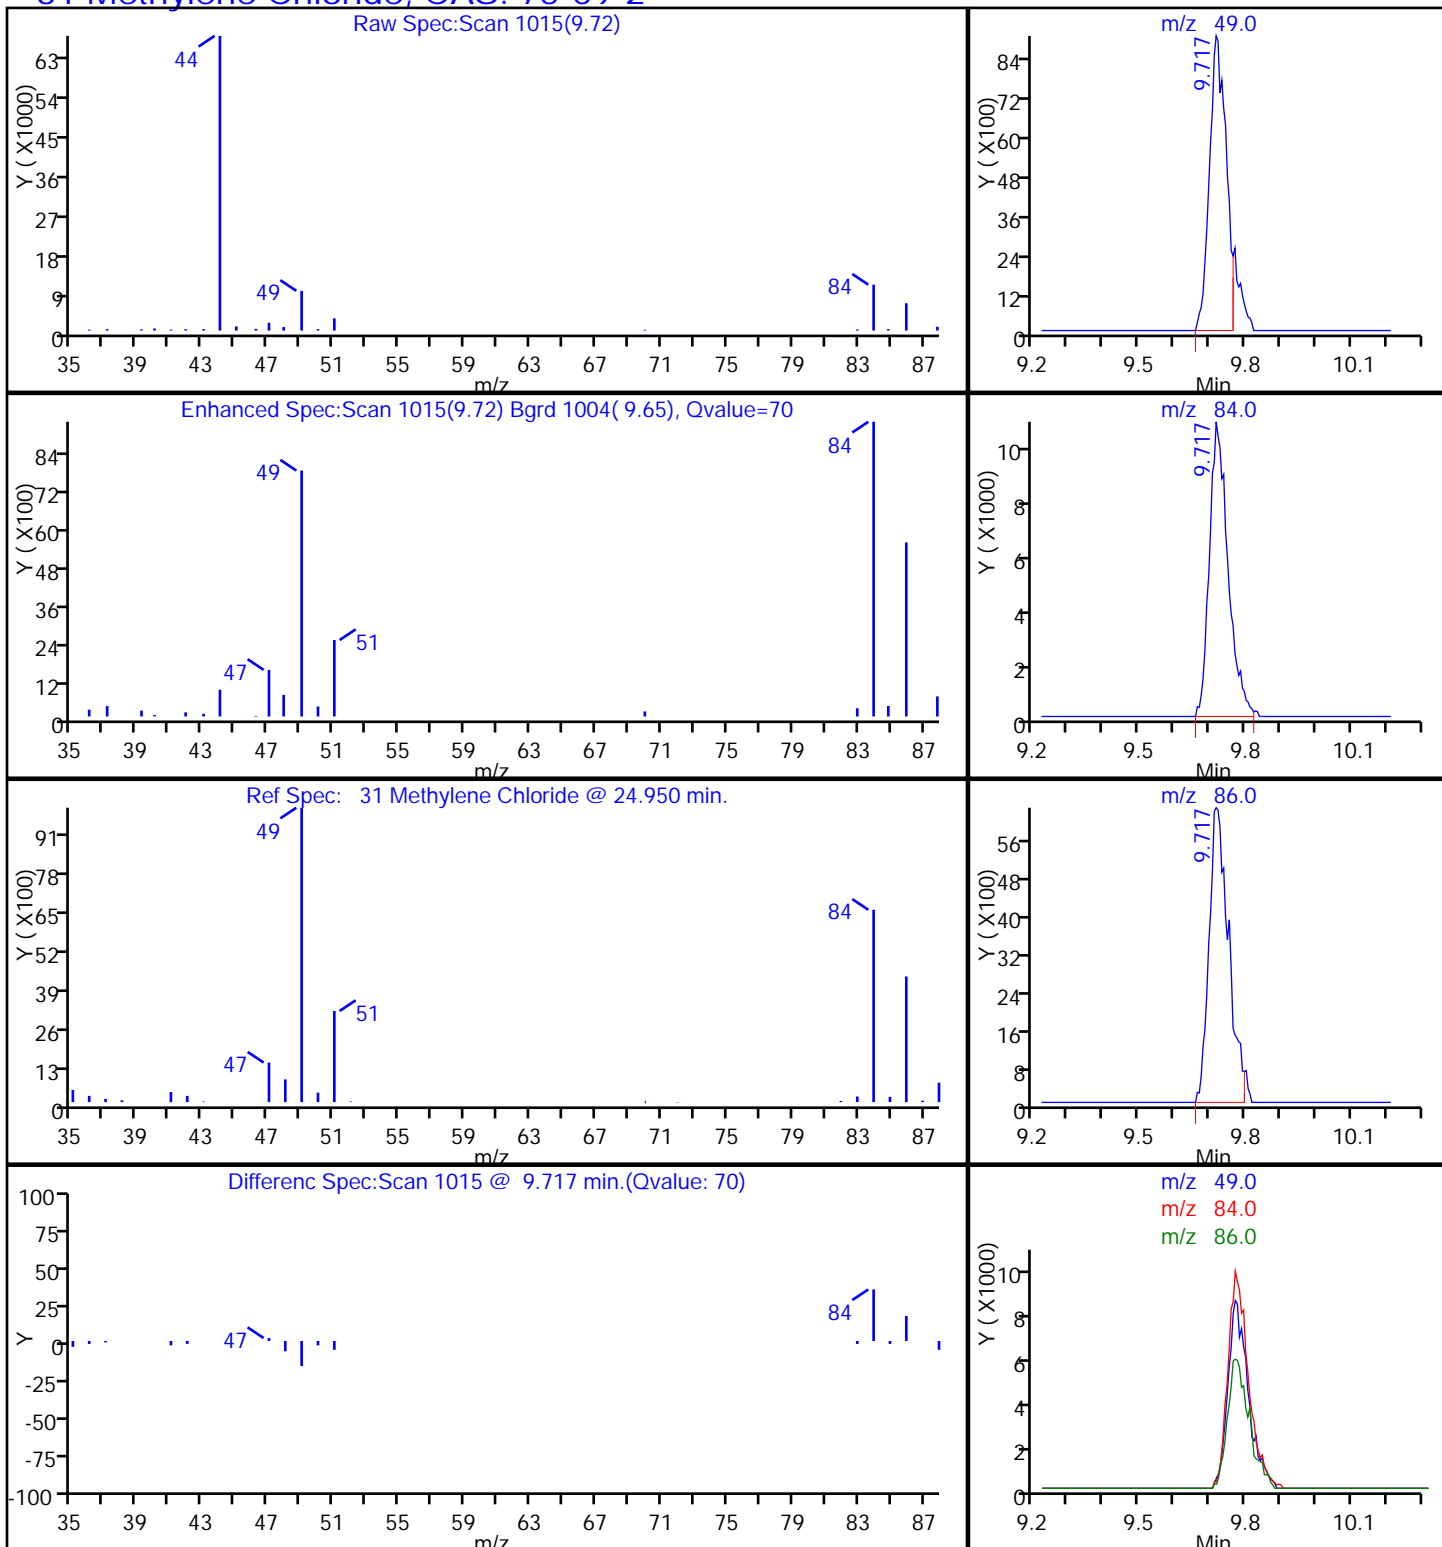 31 Methylene Chloride, CAS: 75-09-2
Raw Spec:Scan 1015(9.72)
Y ( X1000)
63
54
45
36
27
18
9
0
44
49
84
35 39 43 47 51 55 59 63 67 71 75 79 83 87
m/z
m/z 49.0
Y ( X100)
84
72
60
48
36
24
12
0
9.717
9.2 9.5 9.8 10.1
Min
Enhanced Spec:Scan 1015(9.72) Bgrd 1004( 9.65), Qvalue=70
Y ( X100)
84
72
60
48
36
24
12
0
47
49
51
84
35 39 43 47 51 55 59 63 67 71 75 79 83 87
m/z
m/z 84.0
Y ( X1000)
10
8
6
4
2
0
9.717
9.2 9.5 9.8 10.1
Min
Ref Spec: 31 Methylene Chloride @ 24.950 min.
Y ( X100)
91
78
65
52
39
26
13
0
47
49
51
84
35 39 43 47 51 55 59 63 67 71 75 79 83 87
m/z
m/z 86.0
Y ( X100)
56
48
40
32
24
16
8
0
9.717
9.2 9.5 9.8 10.1
Min
Differenc Spec:Scan 1015 @ 9.717 min.(Qvalue: 70)
Y
100
75
50
25
0
-25
-50
-75
-100
47
84
35 39 43 47 51 55 59 63 67 71 75 79 83 87
m/z
m/z 49.0
m/z 84.0
m/z 86.0
Y ( X1000)
10
8
6
4
2
0
9.2 9.5 9.8 10.1
Min